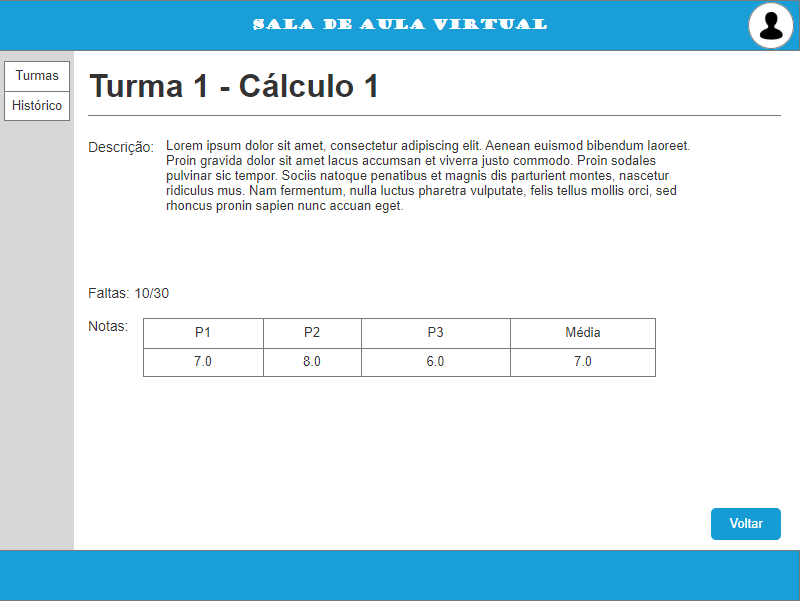 SALA DE AULA VIRTUAL
Turmas
Histórico
Turma 1 - Cálculo 1
Descrição:
Lorem ipsum dolor sit amet, consectetur adipiscing elit. Aenean euismod bibendum laoreet.
Proin gravida dolor sit amet lacus accumsan et viverra justo commodo. Proin sodales
pulvinar sic tempor. Sociis natoque penatibus et magnis dis parturient montes, nascetur
ridiculus mus. Nam fermentum, nulla luctus pharetra vulputate, felis tellus mollis orci, sed
rhoncus pronin sapien nunc accuan eget.
Faltas: 10/30
Notas:
P1 P2 P3 Média
7.0 8.0 6.0 7.0
Voltar